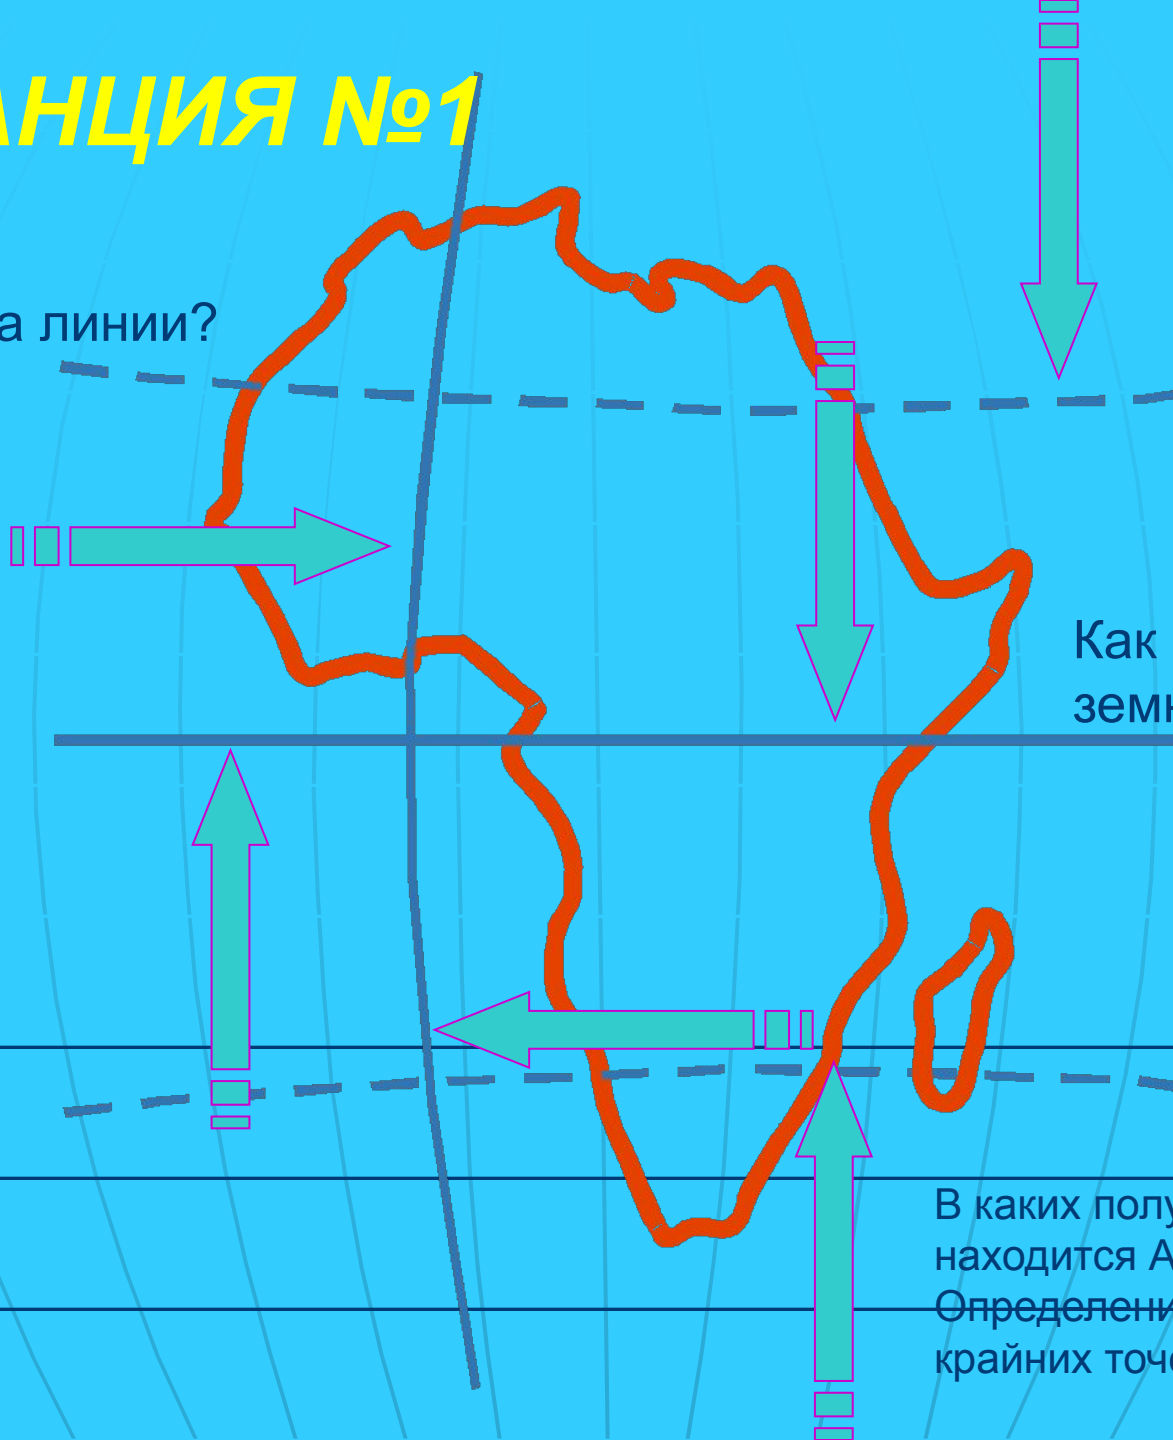 АНЦИЯ №1
а линии?
Как
земн
В каких полу
находится А
Определени
крайних точе